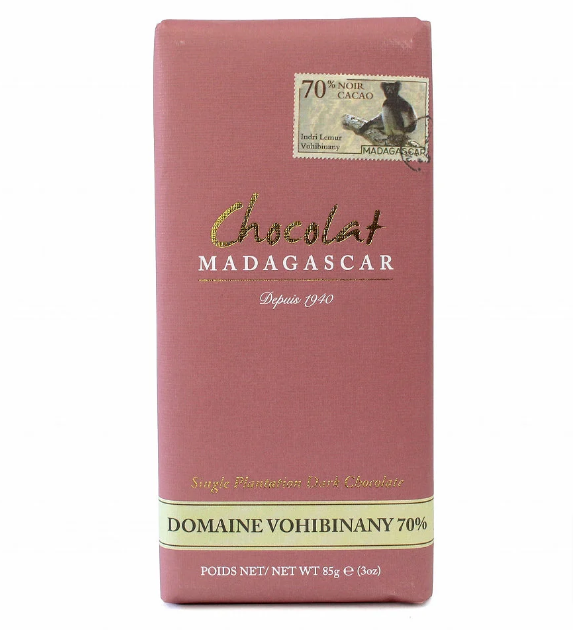 70% NOIR
CACAO
Indri Lemur
Vohibinany
MADAGASCAR
Chocolat
MADAGASCAR
Depuis 1940
Single Plantation Dark Chocolate
DOMAINE VOHIBINANY 70%
POIDS NET/ NET WT 85g ℮ (3oz)